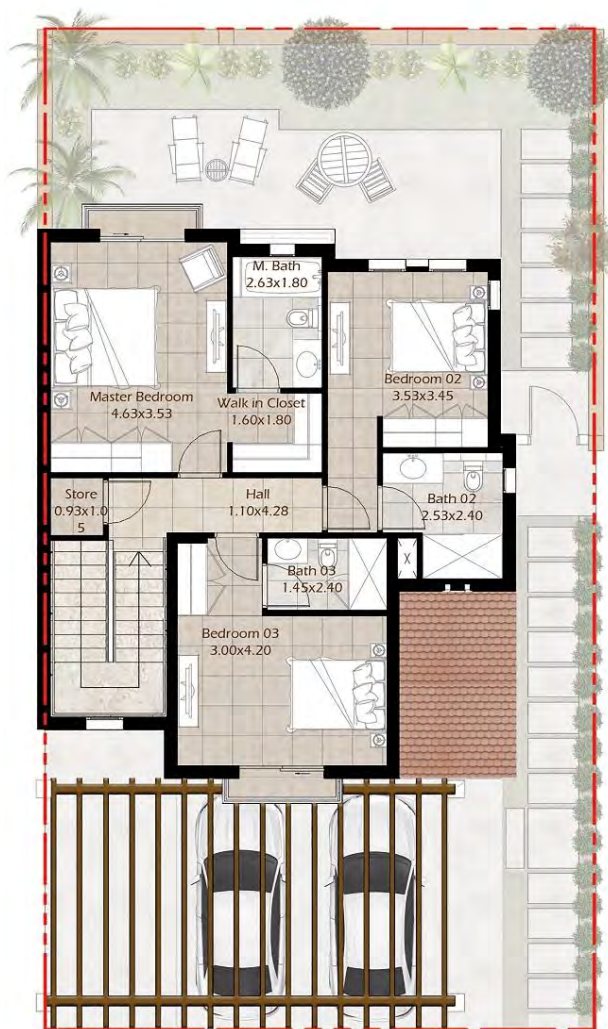 M. Bath
2.63x1.80
Bedroom 02
3.53x3.45
Master Bedroom
4.63x3.53
Walk in Closet
1.60x1.80
Store
0.93x1.0
5
Hall
1.10x4.28
Bath 02
2.53x2.40
Bath 03
1.45x2.40
Bedroom 03
3.00x4.20